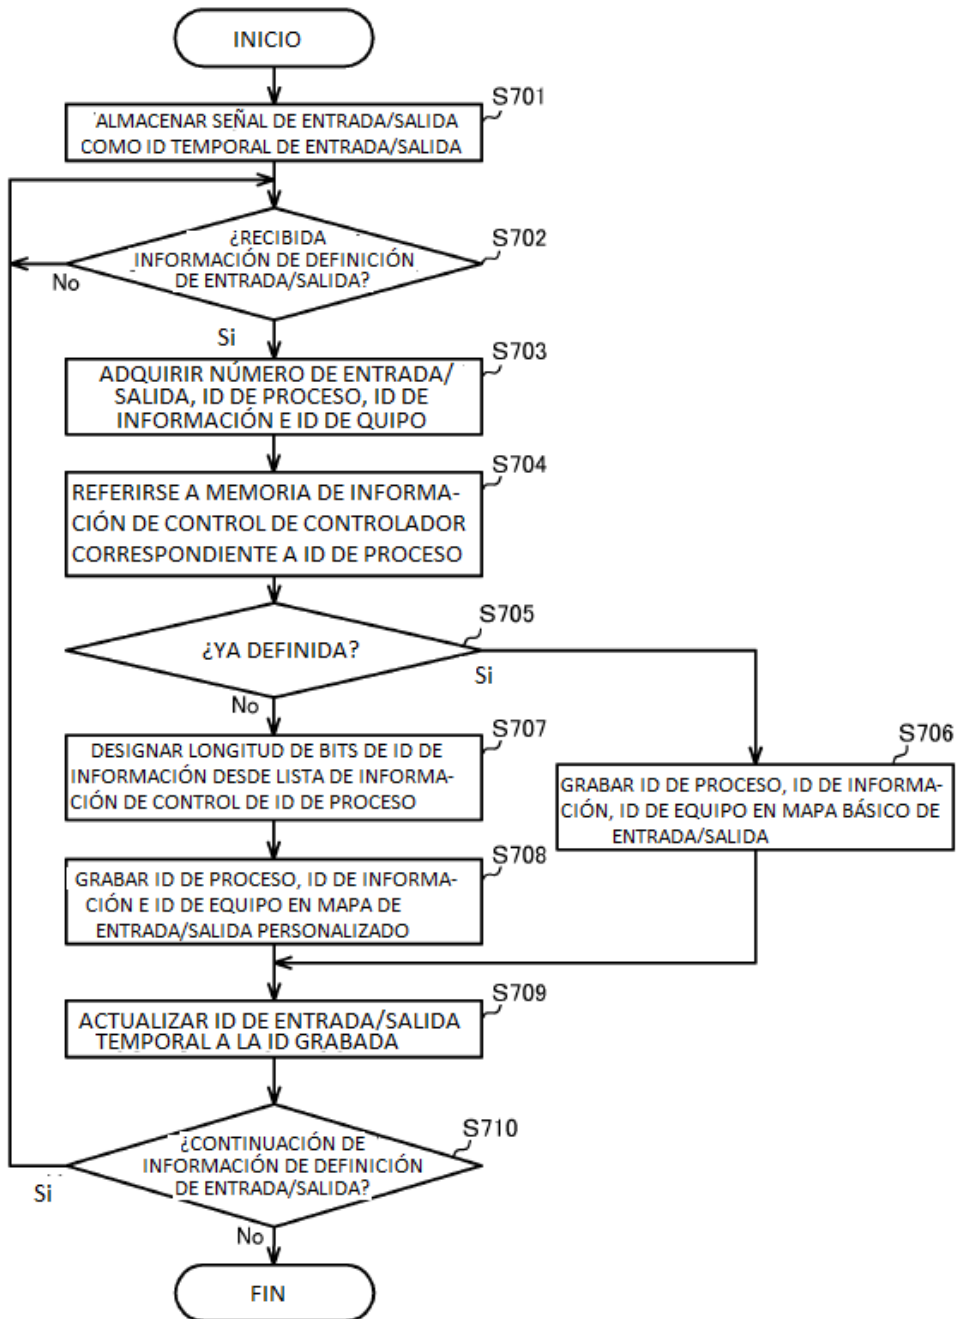 INICIO
S701
ALMACENAR SEÑAL DE ENTRADA/SALIDA
COMO ID TEMPORAL DE ENTRADA/SALIDA
S702
¿RECIBIDA
INFORMACIÓN DE DEFINICIÓN
DE ENTRADA/SALIDA?
No
Si
S703
ADQUIRIR NÚMERO DE ENTRADA/
SALIDA, ID DE PROCESO, ID DE
INFORMACIÓN E ID DE QUIPO
S704
REFERIRSE A MEMORIA DE INFORMA-
CIÓN DE CONTROL DE CONTROLADOR
CORRESPONDIENTE A ID DE PROCESO
S705
¿YA DEFINIDA?
Si
No
S707
DESIGNAR LONGITUD DE BITS DE ID DE
INFORMACIÓN DESDE LISTA DE INFORMA-
CIÓN DE CONTROL DE ID DE PROCESO
S706
GRABAR ID DE PROCESO, ID DE INFORMA-
CIÓN, ID DE EQUIPO EN MAPA BÁSICO DE
ENTRADA/SALIDA
S708
GRABAR ID DE PROCESO, ID DE INFORMA-
CIÓN E ID DE EQUIPO EN MAPA DE
ENTRADA/SALIDA PERSONALIZADO
S709
ACTUALIZAR ID DE ENTRADA/SALIDA
TEMPORAL A LA ID GRABADA
S710
¿CONTINUACIÓN DE
INFORMACIÓN DE DEFINICIÓN
DE ENTRADA/SALIDA?
Si
No
FIN